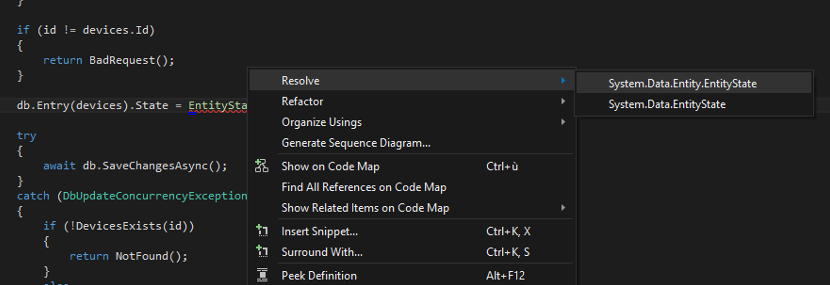 }
if (id != devices.Id)
{
return BadRequest();
}
db.Entry(devices).State = EntitySta
try
{
await db.SaveChangesAsync();
}
catch (DbUpdateConcurrencyException
{
if (!DevicesExists(id))
{
return NotFound();
}
else
Resolve
Refactor
Organize Usings
Generate Sequence Diagram...
Show on Code Map Ctrl+ù
Find All References on Code Map
Show Related Items on Code Map
Insert Snippet... Ctrl+K, X
Surround With... Ctrl+K, S
Peek Definition Alt+F12
System.Data.Entity.EntityState
System.Data.EntityState